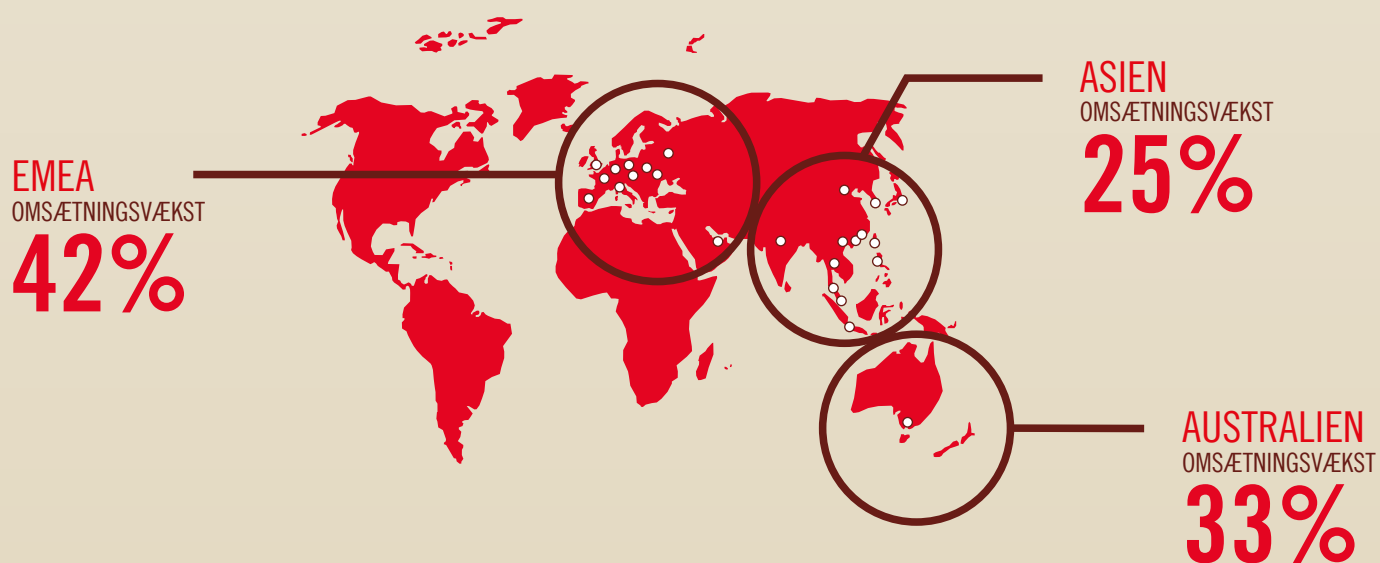 EMEA
OMSÆTNINGSVÆKST
42%
ASIEN
OMSÆTNINGSVÆKST
25%
AUSTRALIEN
OMSÆTNINGSVÆKST
33%